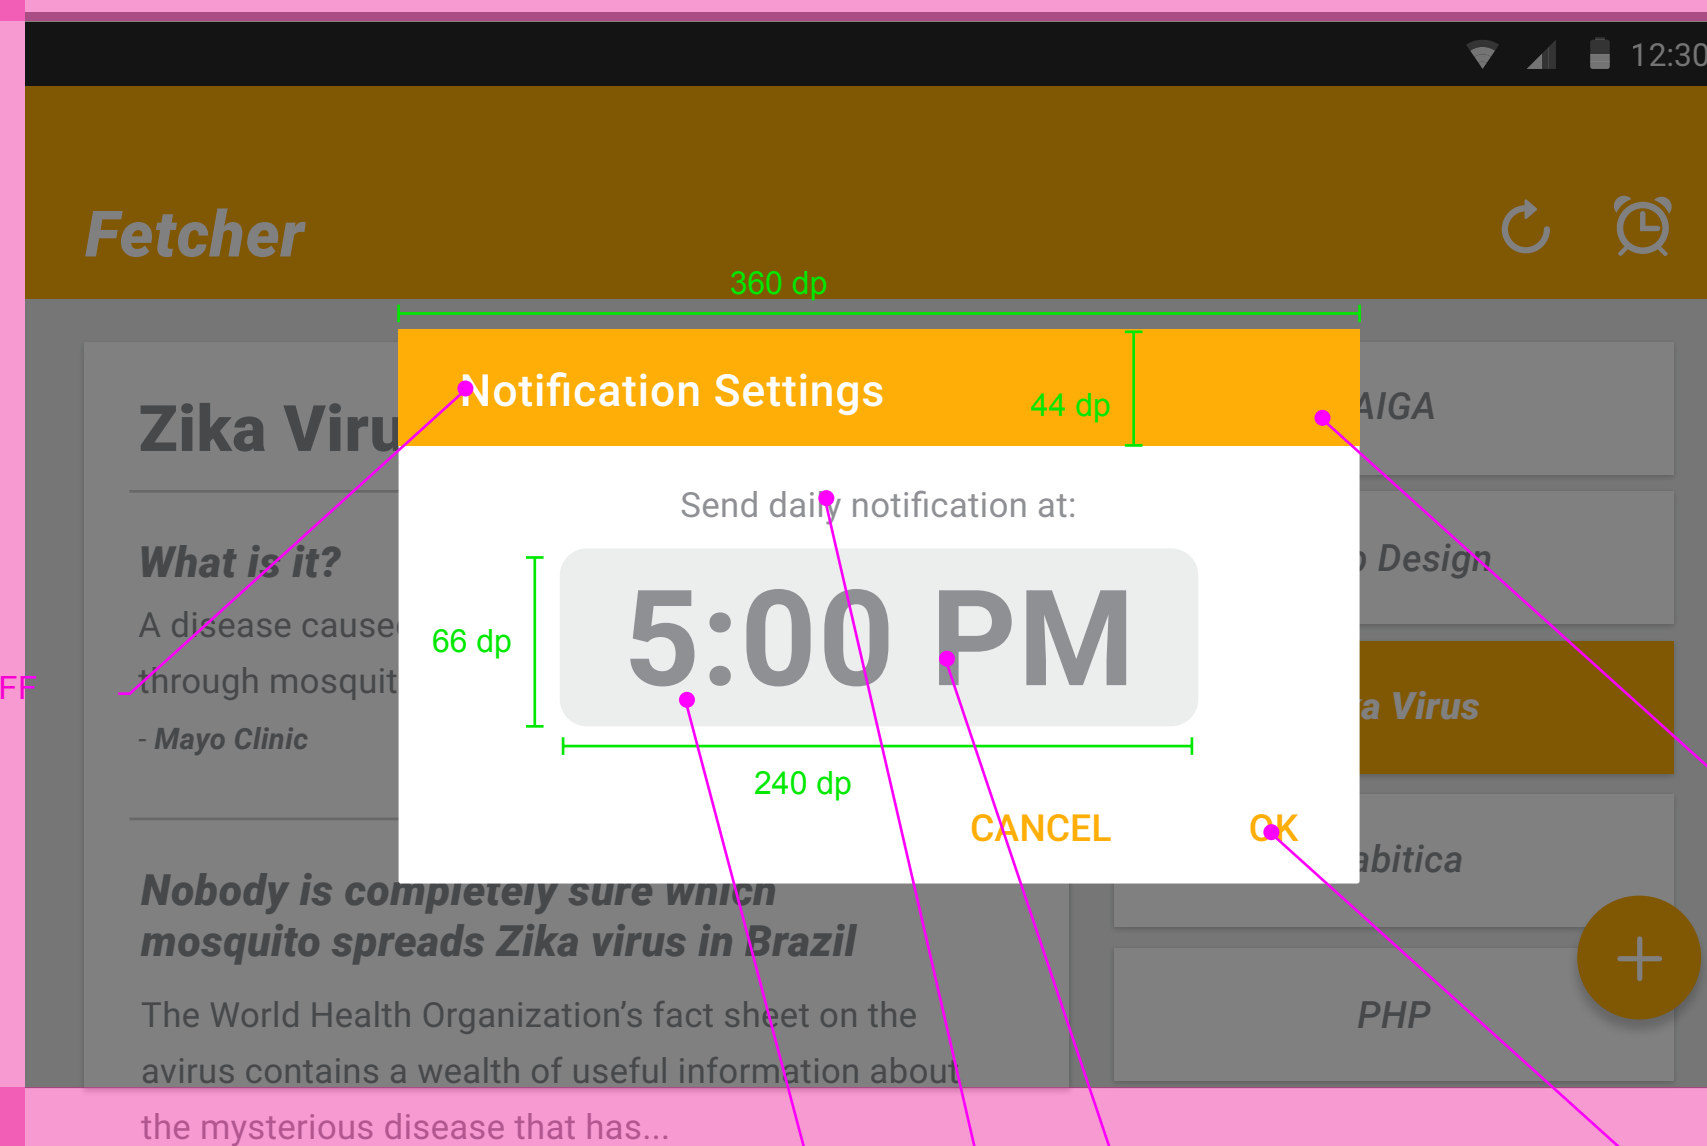 12:30
Fetcher
360 dp
Notification Settings
44 dp
AIGA
Zika Viru
Send daily notification at:
What is it?
Design
5:00 PM
A disease cause
66 dp
through mosquit
FF
a Virus
- Mayo Clinic
240 dp
CANCEL
OK
abitica
Nobody is completely sure which
mosquito spreads Zika virus in Brazil
The World Health Organization’s fact sheet on the
PHP
avirus contains a wealth of useful information about
the mysterious disease that has...